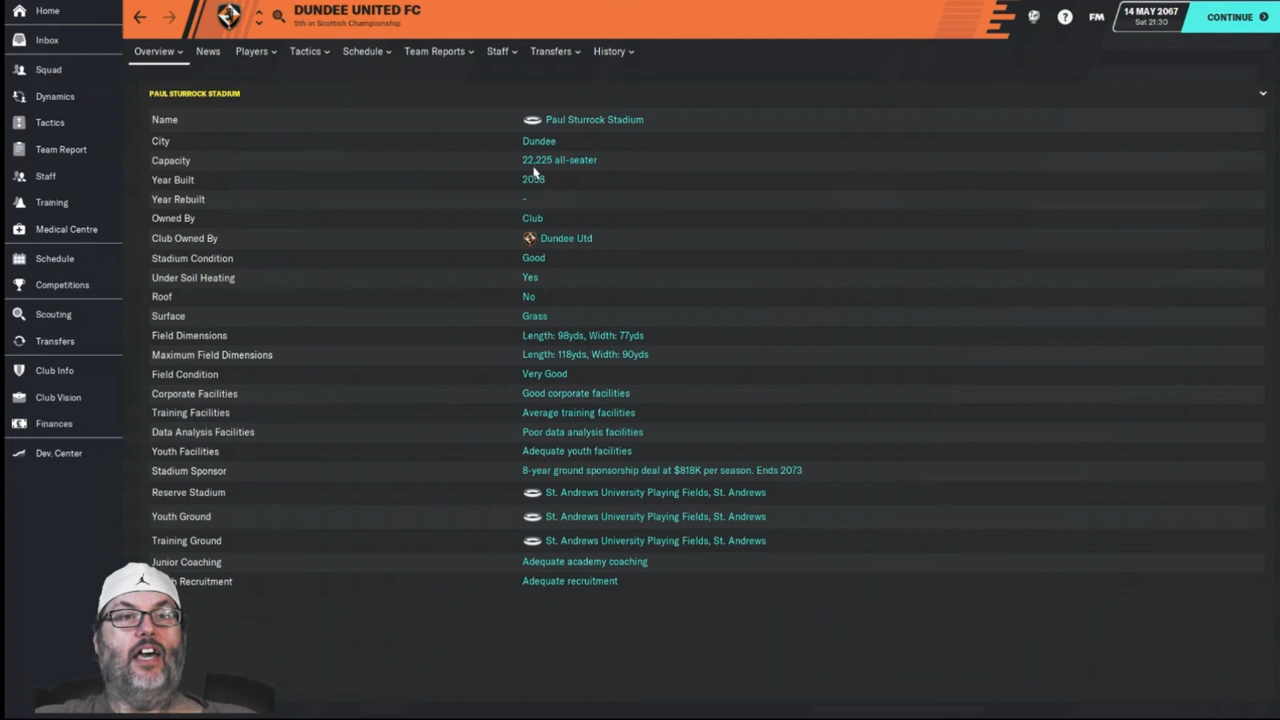 Home
DUNDEE UNITED FC
5th in Scottish Championship
FM
14 MAY 2067
Sat 21:30
CONTINUE
Inbox
Overview
News
Players
Tactics
Schedule
Team Reports
Staff
Transfers
History
Squad
Dynamics
Tactics
Team Report
Staff
Training
Medical Centre
Schedule
Competitions
Scouting
Transfers
Club Info
Club Vision
Finances
Dev. Center
PAUL STURROCK STADIUM
Name Paul Sturrock Stadium
City Dundee
Capacity 22,225 all-seater
Year Built
Year Rebuilt -
Owned By Club
Club Owned By Dundee Utd
Stadium Condition Good
Under Soil Heating Yes
Roof No
Surface Grass
Field Dimensions Length: 98yds, Width: 77yds
Maximum Field Dimensions Length: 118yds, Width: 90yds
Field Condition Very Good
Corporate Facilities Good corporate facilities
Training Facilities Average training facilities
Data Analysis Facilities Poor data analysis facilities
Youth Facilities Adequate youth facilities
Stadium Sponsor 8-year ground sponsorship deal at $818K per season. Ends 2073
Reserve Stadium St. Andrews University Playing Fields, St. Andrews
Youth Ground St. Andrews University Playing Fields, St. Andrews
Training Ground St. Andrews University Playing Fields, St. Andrews
Junior Coaching Adequate academy coaching
Recruitment Adequate recruitment